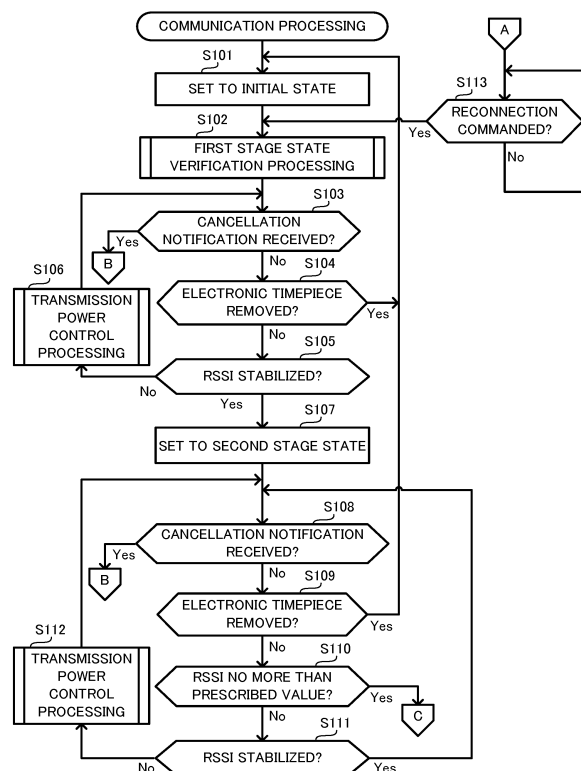 COMMUNICATION PROCESSING
S101
SET TO INITIAL STATE
A
S113
RECONNECTION
COMMANDED?
Yes
No
S102
FIRST STAGE STATE
VERIFICATION PROCESSING
S103
CANCELLATION
NOTIFICATION RECEIVED?
Yes
B
No
S104
ELECTRONIC TIMEPIECE
REMOVED?
Yes
No
S106
TRANSMISSION
POWER
CONTROL
PROCESSING
S105
RSSI STABILIZED?
No
Yes
S107
SET TO SECOND STAGE STATE
S108
CANCELLATION NOTIFICATION
RECEIVED?
Yes
B
No
S109
ELECTRONIC TIMEPIECE
REMOVED?
Yes
No
S112
TRANSMISSION
POWER
CONTROL
PROCESSING
S110
RSSI NO MORE THAN
PRESCRIBED VALUE?
Yes
C
No
S111
RSSI STABILIZED?
No
Yes